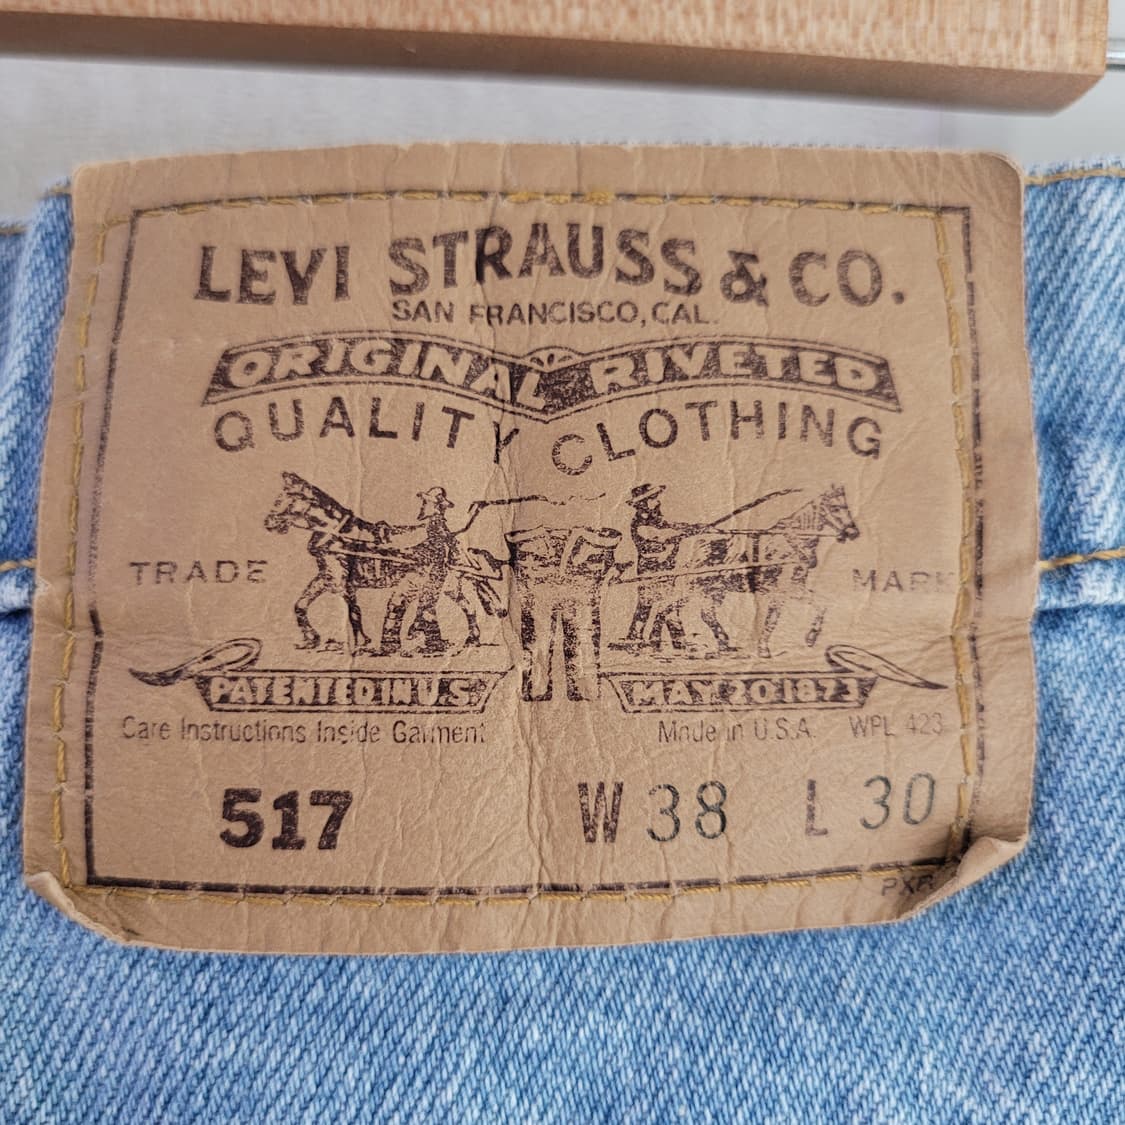 LEVI STRAUSS & CO.
SAN FRANCISCO, CAL.
ORIGINAL RIVETED
QUALITY CLOTHING
TRADE MARK
PATENTED IN U.S. MAY 20 1873
Care Instructions Inside Garment Made in U.S.A. WPL 423
517 W 38 L 30